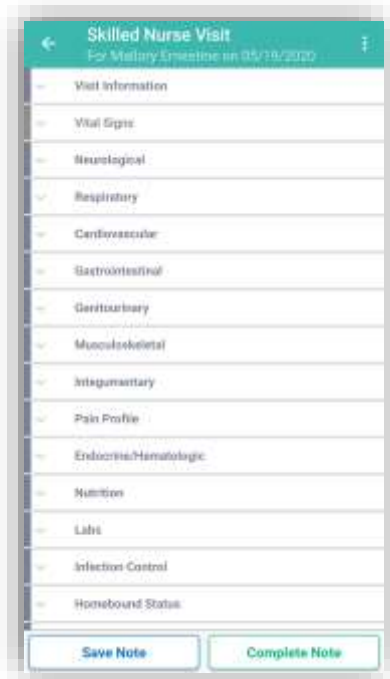 Skilled Nurse Visit
For Mallory Ernestine on 05/19/2020
Visit Information
Vital Signs
Neurological
Respiratory
Cardiovascular
Gastrointestinal
Genitourinary
Musculoskeletal
Integumentary
Pain Profile
Endocrine/Hematologic
Nutrition
Labs
Infection Control
Homebound Status
Save Note
Complete Note